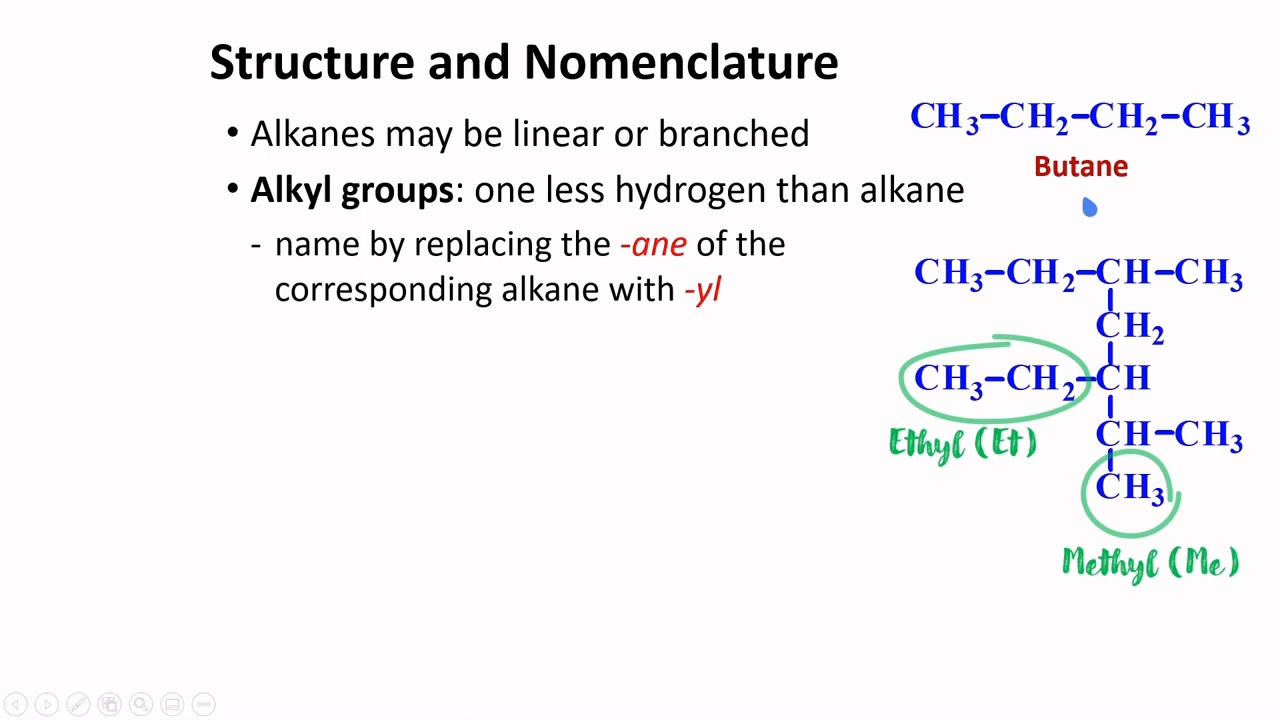 Structure and Nomenclature
• Alkanes may be linear or branched
• Alkyl groups: one less hydrogen than alkane
- name by replacing the -ane of the
corresponding alkane with -yl
CH₃–CH₂–CH₂–CH₃
Butane
CH₃–CH₂–CH–CH₃
CH₂
CH₃–CH₂–CH
Ethyl (Et)
CH–CH₃
CH₃
Methyl (Me)